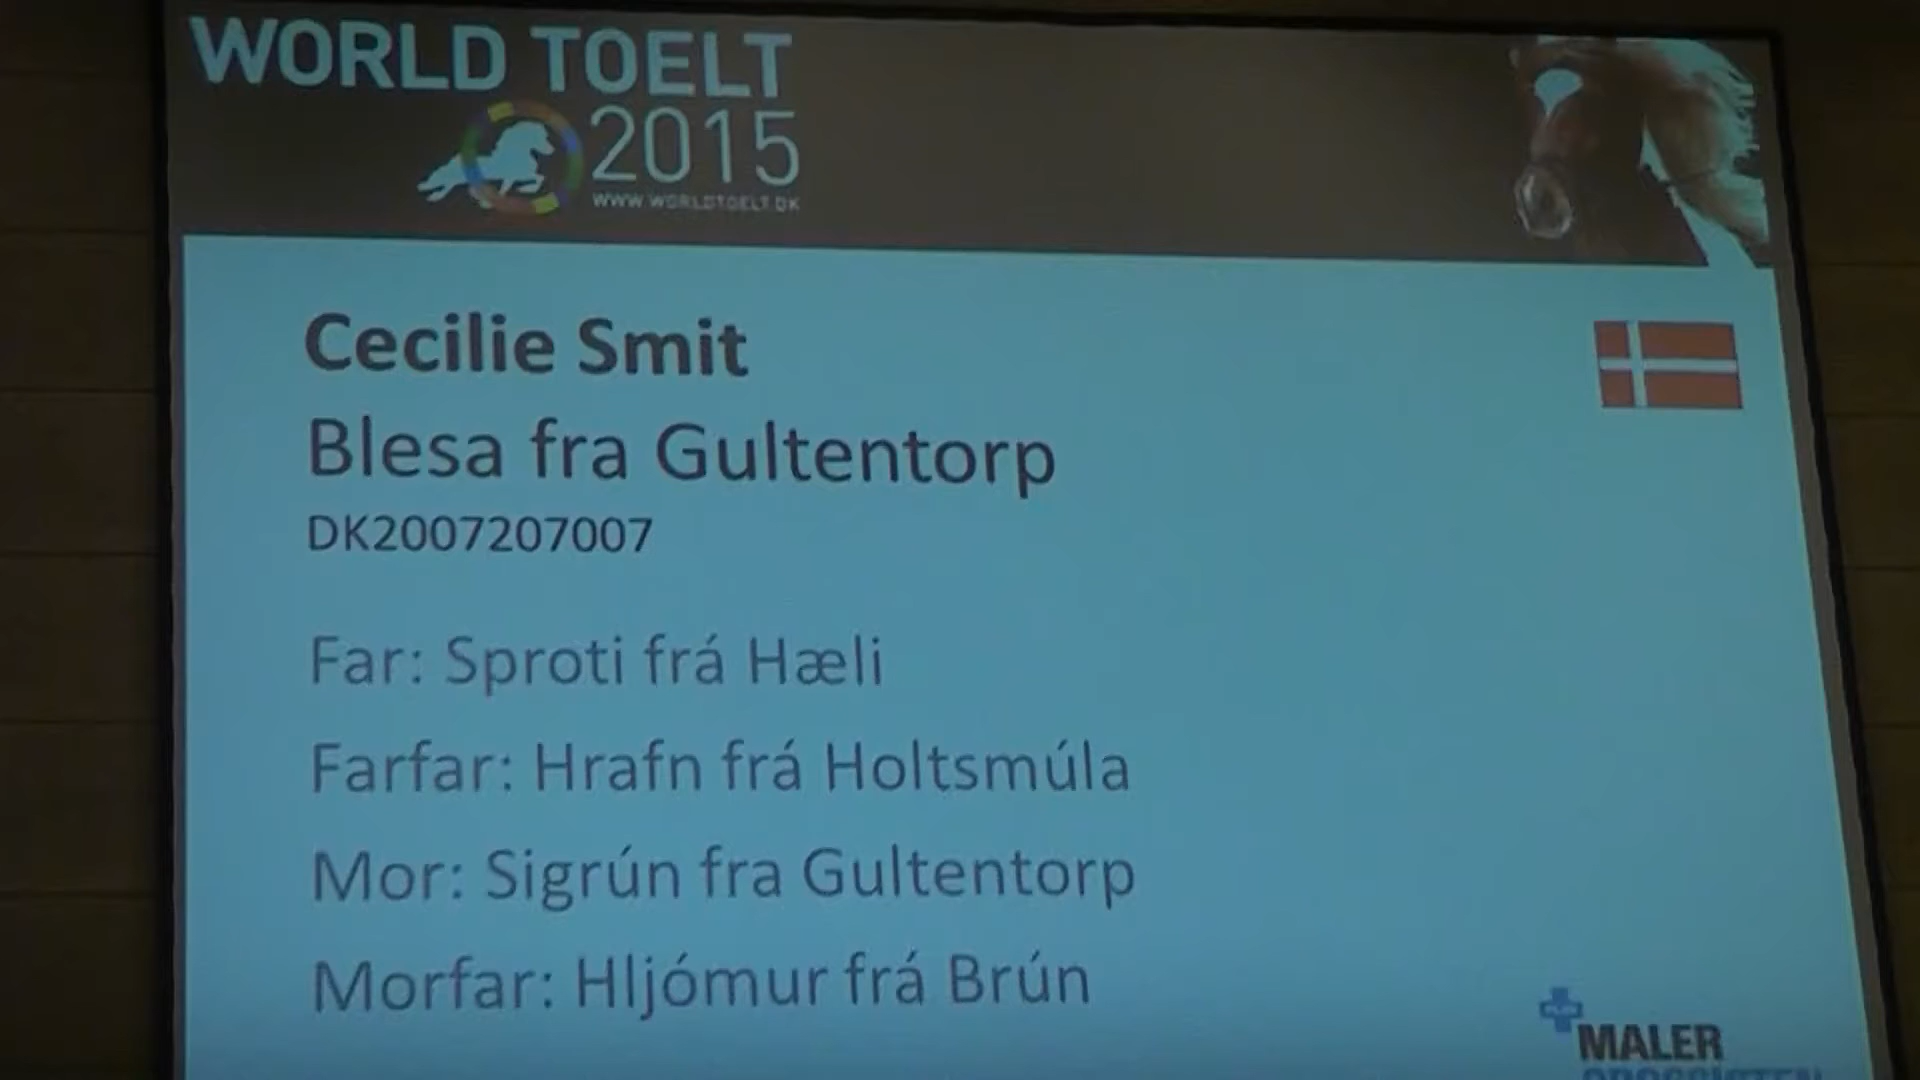 WORLD TOELT
2015
WWW.WORLDTOELT.DK
Cecilie Smit
Blesa fra Gultentorp
DK2007207007
Far: Sproti frá Hæli
Farfar: Hrafn frá Holtsmúla
Mor: Sigrún fra Gultentorp
Morfar: Hljómur frá Brún
MALER